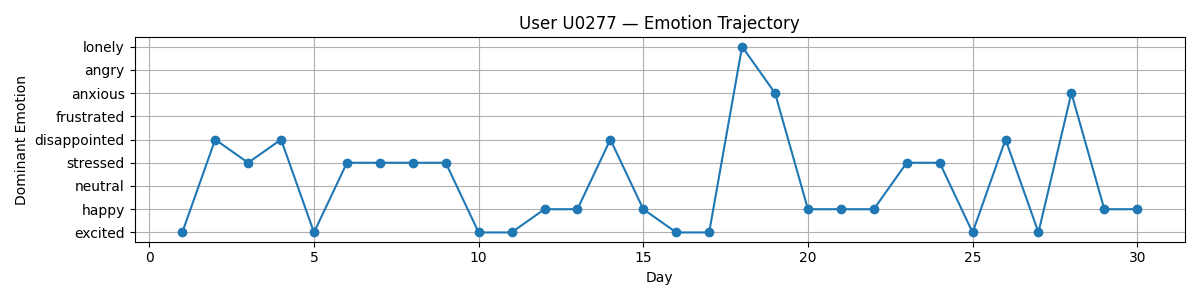 User U0277 — Emotion Trajectory
Dominant Emotion
lonely
angry
anxious
frustrated
disappointed
stressed
neutral
happy
excited
0 5 10 15 20 25 30
Day